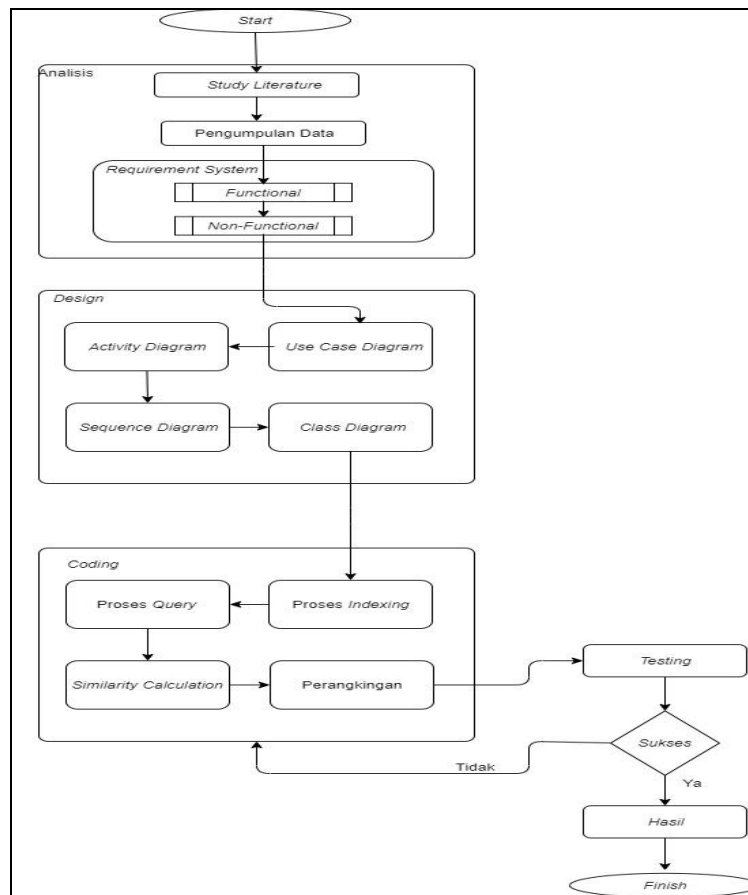 Start
Analisis
Study Literature
Pengumpulan Data
Requirement System
Functional
Non-Functional
Design
Activity Diagram
Use Case Diagram
Sequence Diagram
Class Diagram
Coding
Proses Query
Proses Indexing
Similarity Calculation
Perangkingan
Testing
Sukses
Tidak
Ya
Hasil
Finish